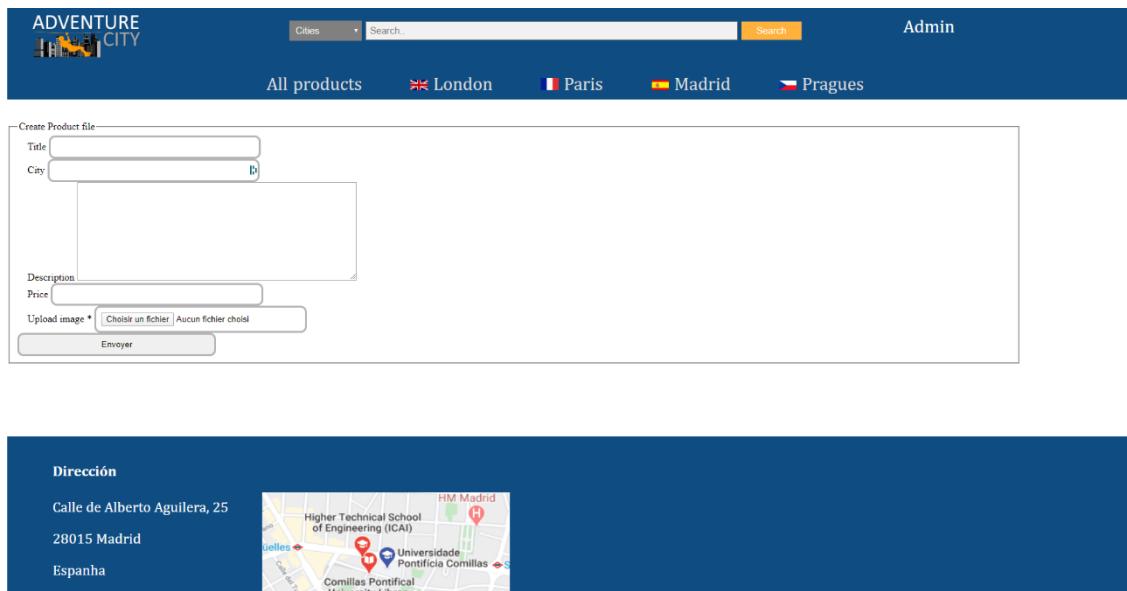 ADVENTURE
CITY
Cities Search.. Search Admin
All products London Paris Madrid Pragues
Create Product file
Title
City
Description
Price
Upload image * Choisir un fichier Aucun fichier choisi
Envoyer
Dirección
Calle de Alberto Aguilera, 25
28015 Madrid
Espanha
HM Madrid
H
Higher Technical School
of Engineering (ICAI)
üelles
Universidade
Pontifícia Comillas
Comillas Pontifical